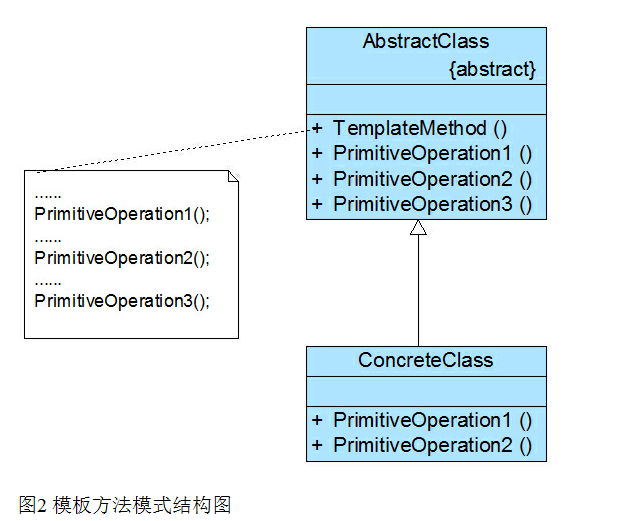 AbstractClass
{abstract}
+ TemplateMethod ()
+ PrimitiveOperation1 ()
+ PrimitiveOperation2 ()
+ PrimitiveOperation3 ()
......
PrimitiveOperation1();
......
PrimitiveOperation2();
......
PrimitiveOperation3();
ConcreteClass
+ PrimitiveOperation1 ()
+ PrimitiveOperation2 ()
图2 模板方法模式结构图